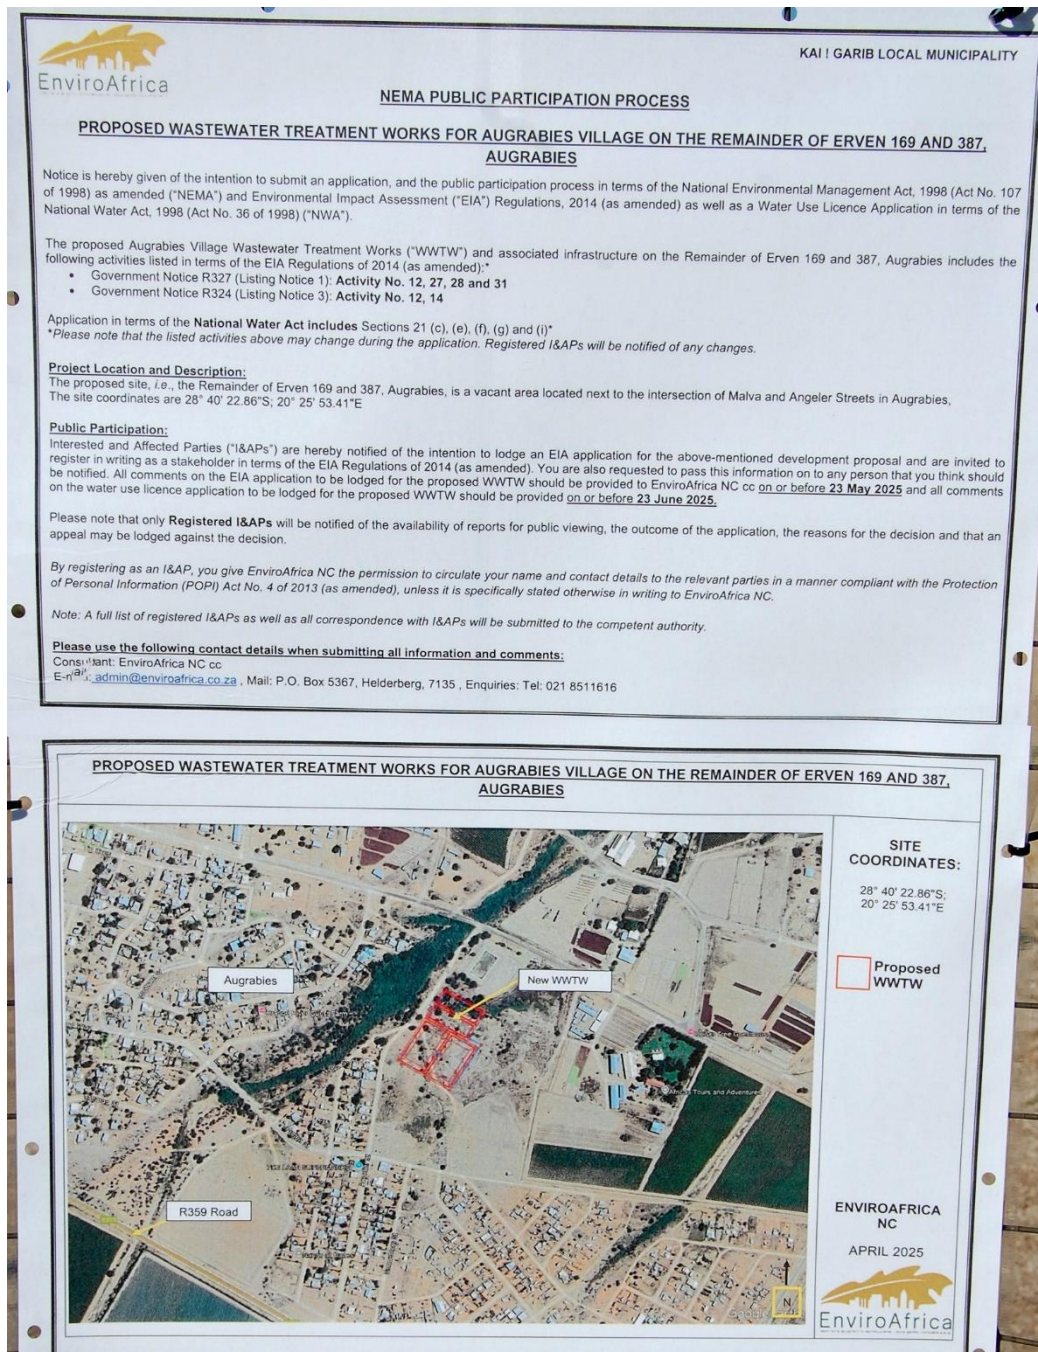 EnviroAfrica
KAI ! GARIB LOCAL MUNICIPALITY
NEMA PUBLIC PARTICIPATION PROCESS
PROPOSED WASTEWATER TREATMENT WORKS FOR AUGRABIES VILLAGE ON THE REMAINDER OF ERVEN 169 AND 387,
AUGRABIES
Notice is hereby given of the intention to submit an application, and the public participation process in terms of the National Environmental Management Act, 1998 (Act No. 107
of 1998) as amended (“NEMA”) and Environmental Impact Assessment (“EIA”) Regulations, 2014 (as amended) as well as a Water Use Licence Application in terms of the
National Water Act, 1998 (Act No. 36 of 1998) (“NWA”).
The proposed Augrabies Village Wastewater Treatment Works (“WWTW”) and associated infrastructure on the Remainder of Erven 169 and 387, Augrabies includes the
following activities listed in terms of the EIA Regulations of 2014 (as amended):*
• Government Notice R327 (Listing Notice 1): Activity No. 12, 27, 28 and 31
• Government Notice R324 (Listing Notice 3): Activity No. 12, 14
Application in terms of the National Water Act includes Sections 21 (c), (e), (f), (g) and (i)*
*Please note that the listed activities above may change during the application. Registered I&APs will be notified of any changes.
Project Location and Description:
The proposed site, i.e., the Remainder of Erven 169 and 387, Augrabies, is a vacant area located next to the intersection of Malva and Angeler Streets in Augrabies,
The site coordinates are 28° 40' 22.86"S; 20° 25' 53.41"E
Public Participation:
Interested and Affected Parties (“I&APs”) are hereby notified of the intention to lodge an EIA application for the above-mentioned development proposal and are invited to
register in writing as a stakeholder in terms of the EIA Regulations of 2014 (as amended). You are also requested to pass this information on to any person that you think should
be notified. All comments on the EIA application to be lodged for the proposed WWTW should be provided to EnviroAfrica NC cc on or before 23 May 2025 and all comments
on the water use licence application to be lodged for the proposed WWTW should be provided on or before 23 June 2025.
Please note that only Registered I&APs will be notified of the availability of reports for public viewing, the outcome of the application, the reasons for the decision and that an
appeal may be lodged against the decision.
By registering as an I&AP, you give EnviroAfrica NC the permission to circulate your name and contact details to the relevant parties in a manner compliant with the Protection
of Personal Information (POPI) Act No. 4 of 2013 (as amended), unless it is specifically stated otherwise in writing to EnviroAfrica NC.
Note: A full list of registered I&APs as well as all correspondence with I&APs will be submitted to the competent authority.
Please use the following contact details when submitting all information and comments:
Consultant: EnviroAfrica NC cc
E-mail: admin@enviroafrica.co.za , Mail: P.O. Box 5367, Helderberg, 7135 , Enquiries: Tel: 021 8511616
PROPOSED WASTEWATER TREATMENT WORKS FOR AUGRABIES VILLAGE ON THE REMAINDER OF ERVEN 169 AND 387,
AUGRABIES
SITE
COORDINATES:
28° 40' 22.86"S;
20° 25' 53.41"E
Proposed
WWTW
Augrabies
New WWTW
Tours and Adventures
R359 Road
Google
N
ENVIROAFRICA
NC
APRIL 2025
EnviroAfrica